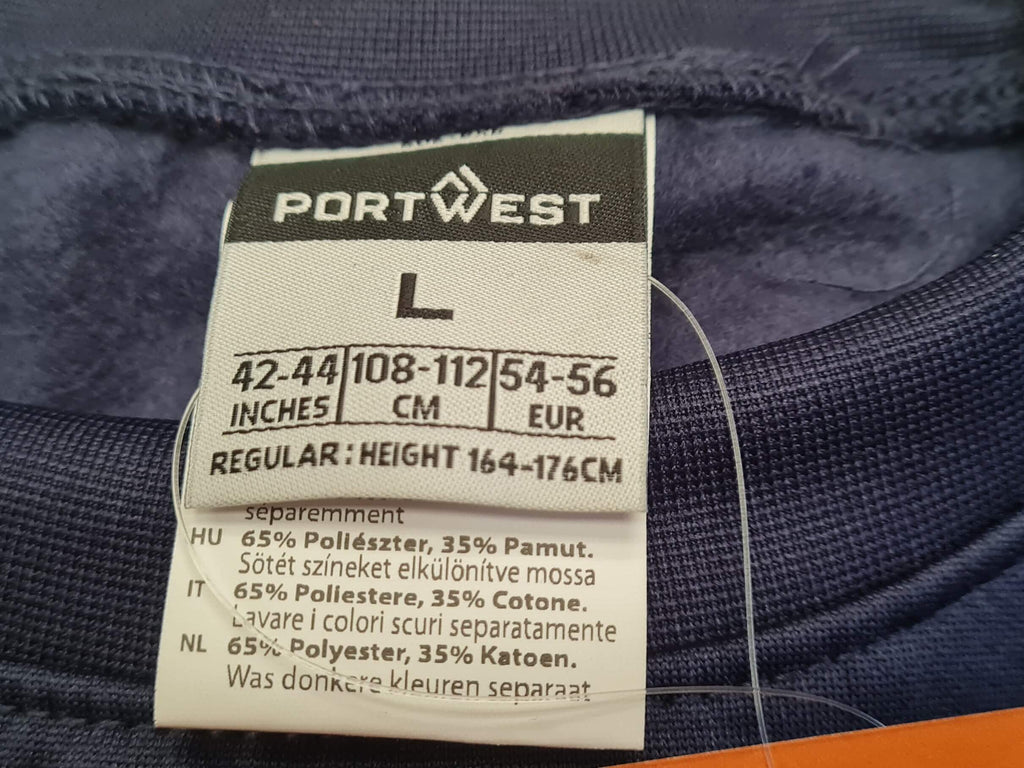 PORTWEST
L
42-44 108-112 54-56
INCHES CM EUR
REGULAR: HEIGHT 164-176CM
séparemment
HU 65% Poliészter, 35% Pamut.
Sötét színeket elkülönítve mossa
IT 65% Poliestere, 35% Cotone.
Lavare i colori scuri separatamente
NL 65% Polyester, 35% Katoen.
Was donkere kleuren separaat